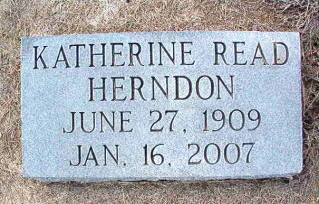 KATHERINE READ
HERNDON
JUNE 27, 1909
JAN. 16, 2007